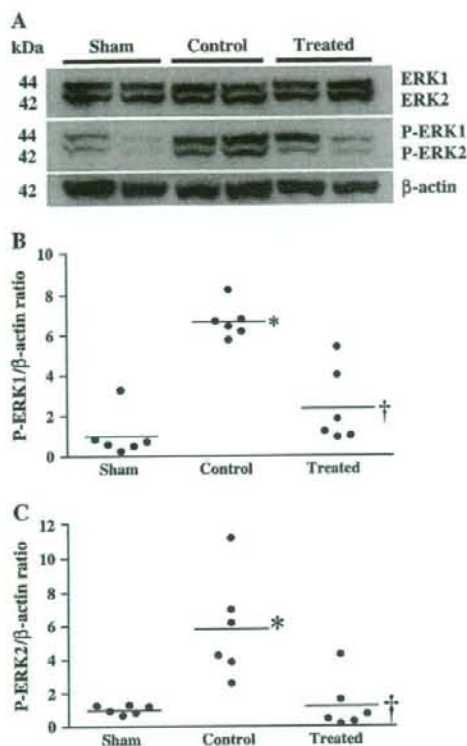 A
kDa
Sham Control Treated
44 ERK1
42 ERK2
44 P-ERK1
42 P-ERK2
42 β-actin
B
P-ERK1/β-actin ratio
10
8
6
4
2
0
*
†
Sham Control Treated
C
P-ERK2/β-actin ratio
12
10
8
6
4
2
0
*
†
Sham Control Treated